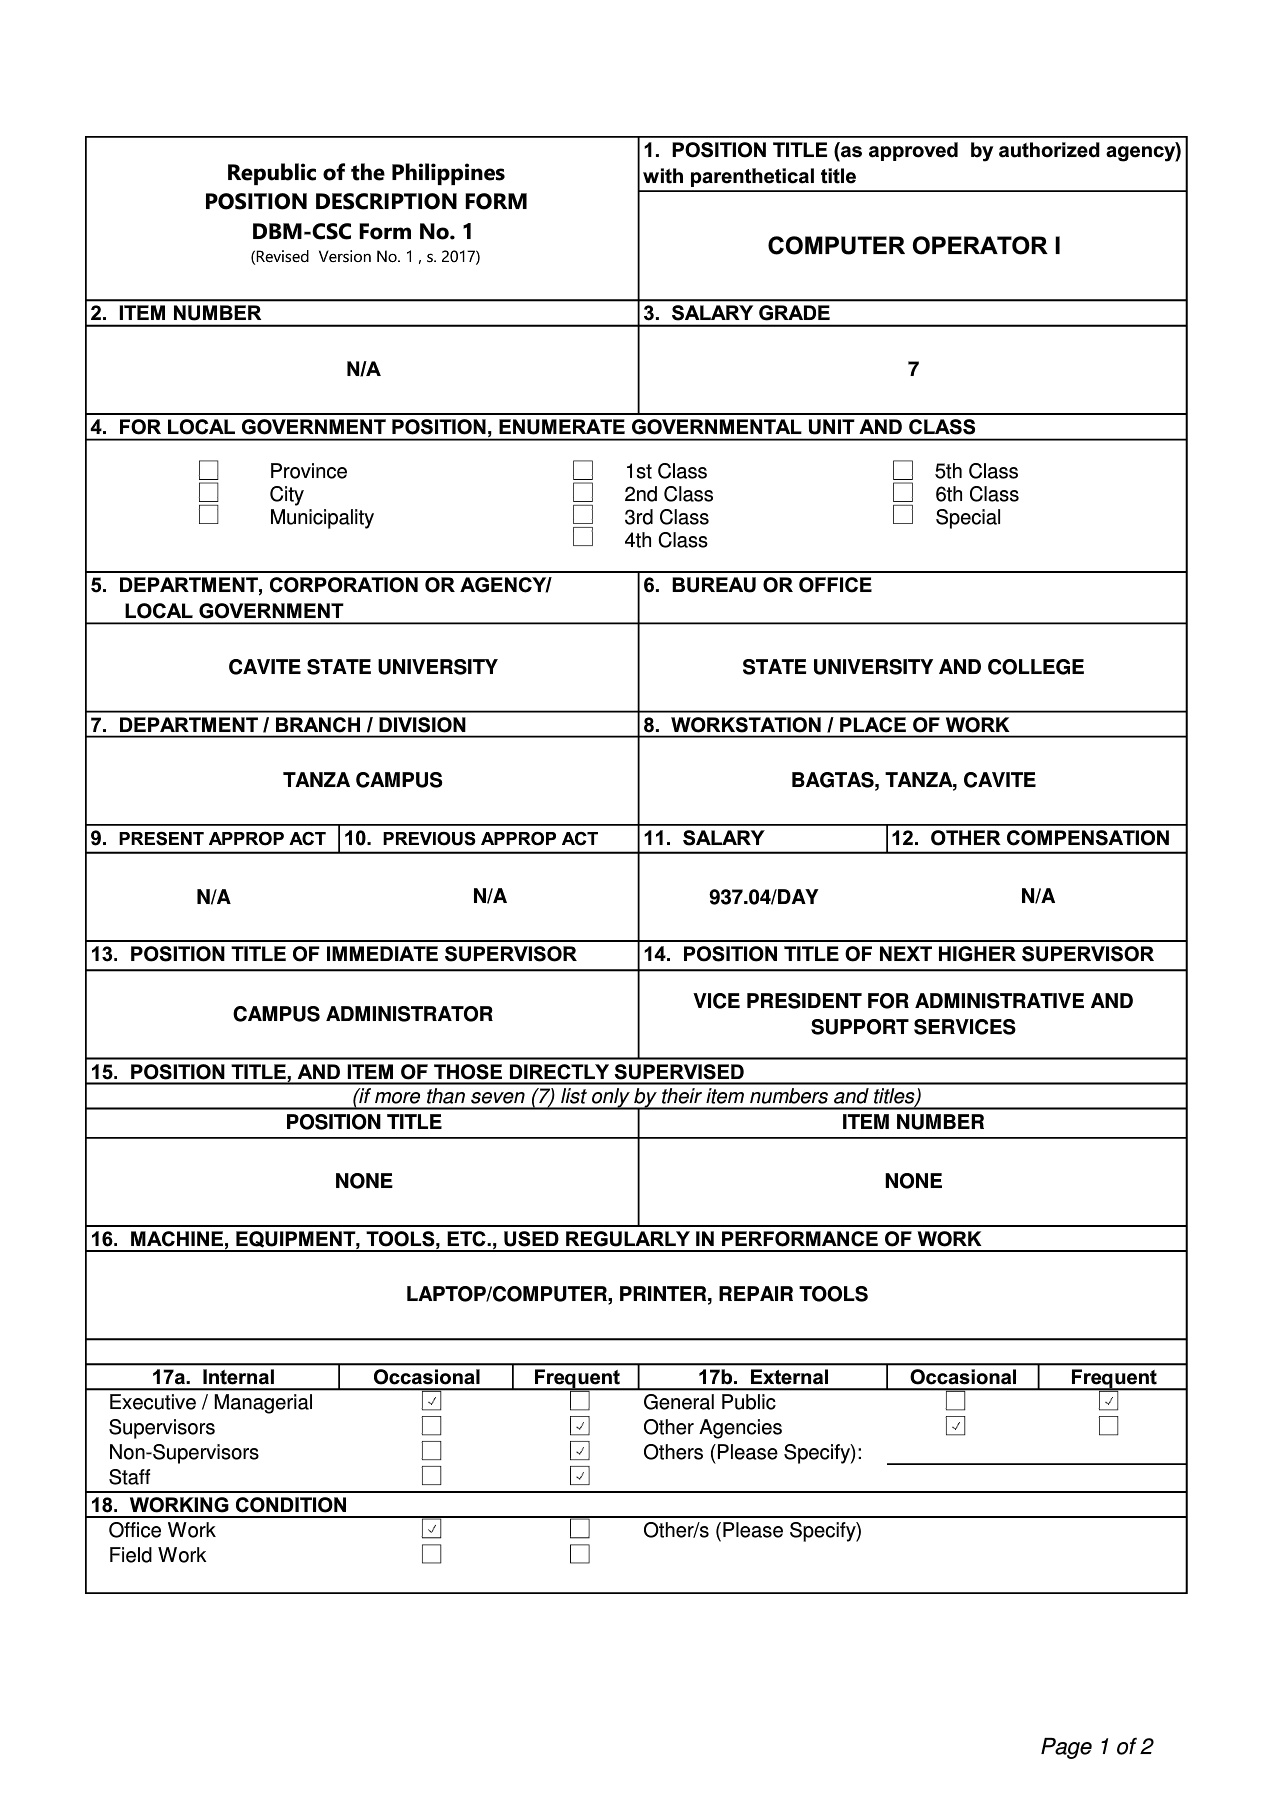 Republic of the Philippines
POSITION DESCRIPTION FORM
DBM-CSC Form No. 1
(Revised Version No. 1 , s. 2017)
1. POSITION TITLE (as approved by authorized agency)
with parenthetical title
COMPUTER OPERATOR I
2. ITEM NUMBER
3. SALARY GRADE
N/A
7
4. FOR LOCAL GOVERNMENT POSITION, ENUMERATE GOVERNMENTAL UNIT AND CLASS
Province
1st Class
5th Class
City
2nd Class
6th Class
Municipality
3rd Class
Special
4th Class
5. DEPARTMENT, CORPORATION OR AGENCY/
LOCAL GOVERNMENT
6. BUREAU OR OFFICE
CAVITE STATE UNIVERSITY
STATE UNIVERSITY AND COLLEGE
7. DEPARTMENT / BRANCH / DIVISION
8. WORKSTATION / PLACE OF WORK
TANZA CAMPUS
BAGTAS, TANZA, CAVITE
9. PRESENT APPROP ACT
10. PREVIOUS APPROP ACT
11. SALARY
12. OTHER COMPENSATION
N/A
N/A
937.04/DAY
N/A
13. POSITION TITLE OF IMMEDIATE SUPERVISOR
14. POSITION TITLE OF NEXT HIGHER SUPERVISOR
CAMPUS ADMINISTRATOR
VICE PRESIDENT FOR ADMINISTRATIVE AND
SUPPORT SERVICES
15. POSITION TITLE, AND ITEM OF THOSE DIRECTLY SUPERVISED
(if more than seven (7) list only by their item numbers and titles)
POSITION TITLE
ITEM NUMBER
NONE
NONE
16. MACHINE, EQUIPMENT, TOOLS, ETC., USED REGULARLY IN PERFORMANCE OF WORK
LAPTOP/COMPUTER, PRINTER, REPAIR TOOLS
17a. Internal
Occasional
Frequent
17b. External
Occasional
Frequent
Executive / Managerial
General Public
Supervisors
Other Agencies
Non-Supervisors
Others (Please Specify):
Staff
18. WORKING CONDITION
Office Work
Other/s (Please Specify)
Field Work
Page 1 of 2